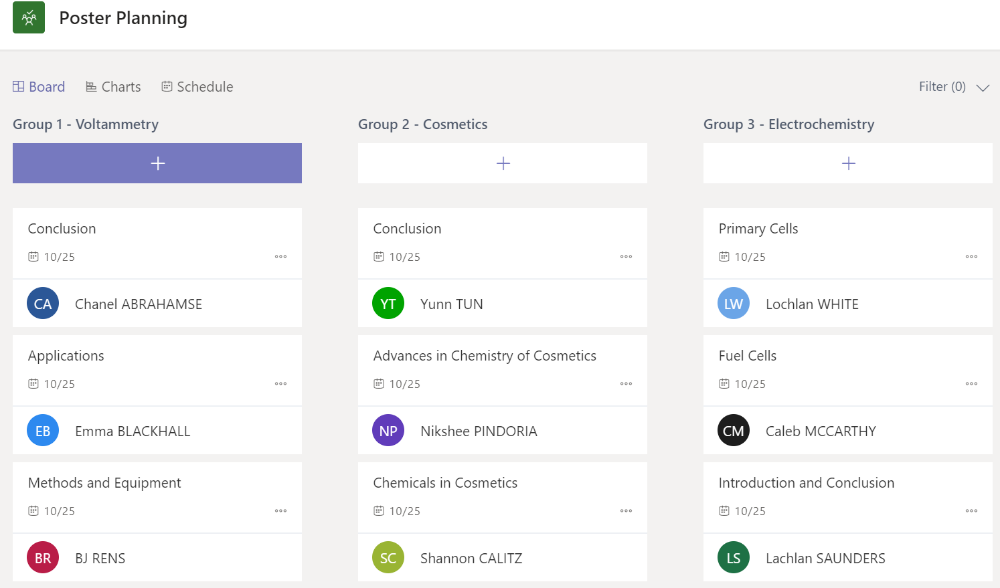 Poster Planning
Board Charts Schedule Filter (0)
Group 1 - Voltammetry
Conclusion
10/25
CA Chanel ABRAHAMSE
Applications
10/25
EB Emma BLACKHALL
Methods and Equipment
10/25
BR BJ RENS
Group 2 - Cosmetics
Conclusion
10/25
YT Yunn TUN
Advances in Chemistry of Cosmetics
10/25
NP Nikshee PINDORIA
Chemicals in Cosmetics
10/25
SC Shannon CALITZ
Group 3 - Electrochemistry
Primary Cells
10/25
LW Lochlan WHITE
Fuel Cells
10/25
CM Caleb MCCARTHY
Introduction and Conclusion
10/25
LS Lachlan SAUNDERS